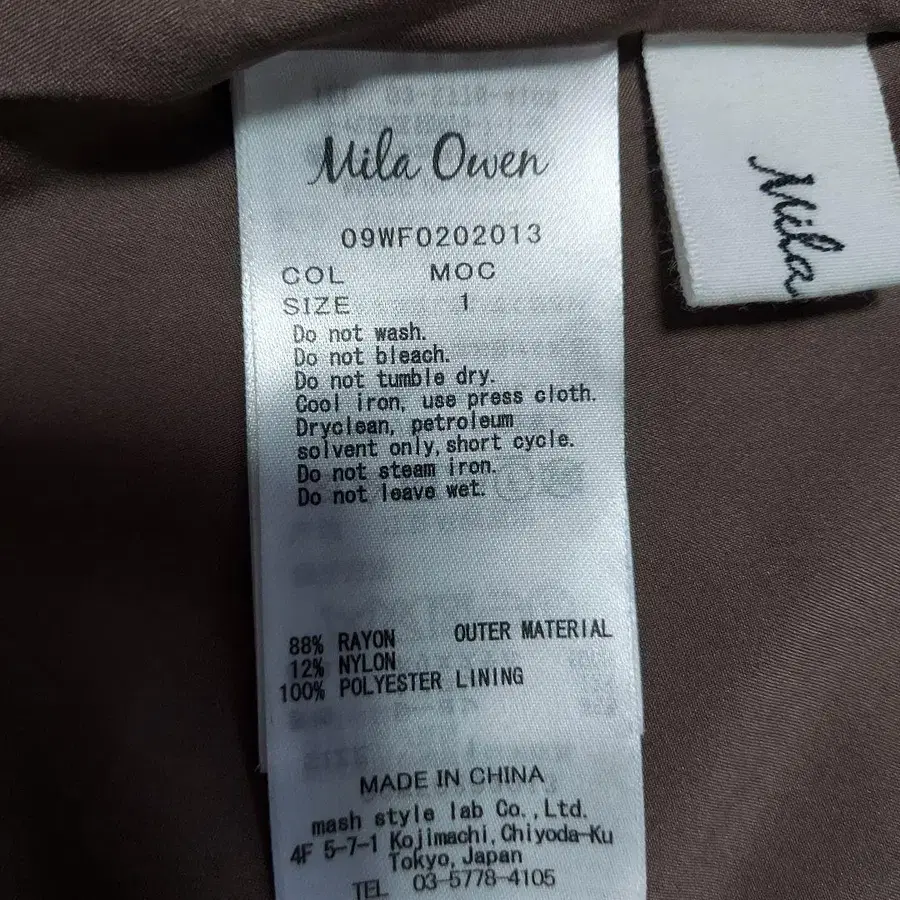 Mila Owen
09WF0202013
COL MOC
SIZE 1
Do not wash.
Do not bleach.
Do not tumble dry.
Cool iron, use press cloth.
Dryclean, petroleum
solvent only,short cycle.
Do not steam iron.
Do not leave wet.
88% RAYON OUTER MATERIAL
12% NYLON
100% POLYESTER LINING
MADE IN CHINA
mash style lab Co.,Ltd.
4F 5-7-1 Kojimachi,Chiyoda-Ku
Tokyo,Japan
TEL 03-5778-4105
Mila